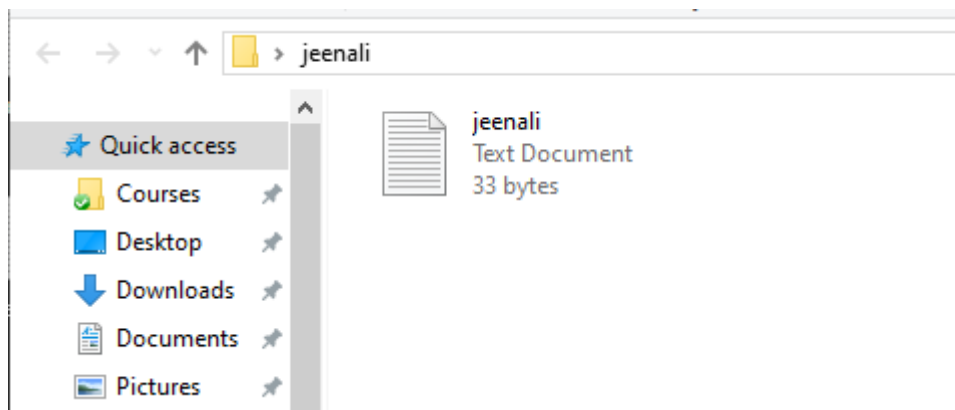 jeenali
jeenali
Text Document
33 bytes
Quick access
Courses
Desktop
Downloads
Documents
Pictures